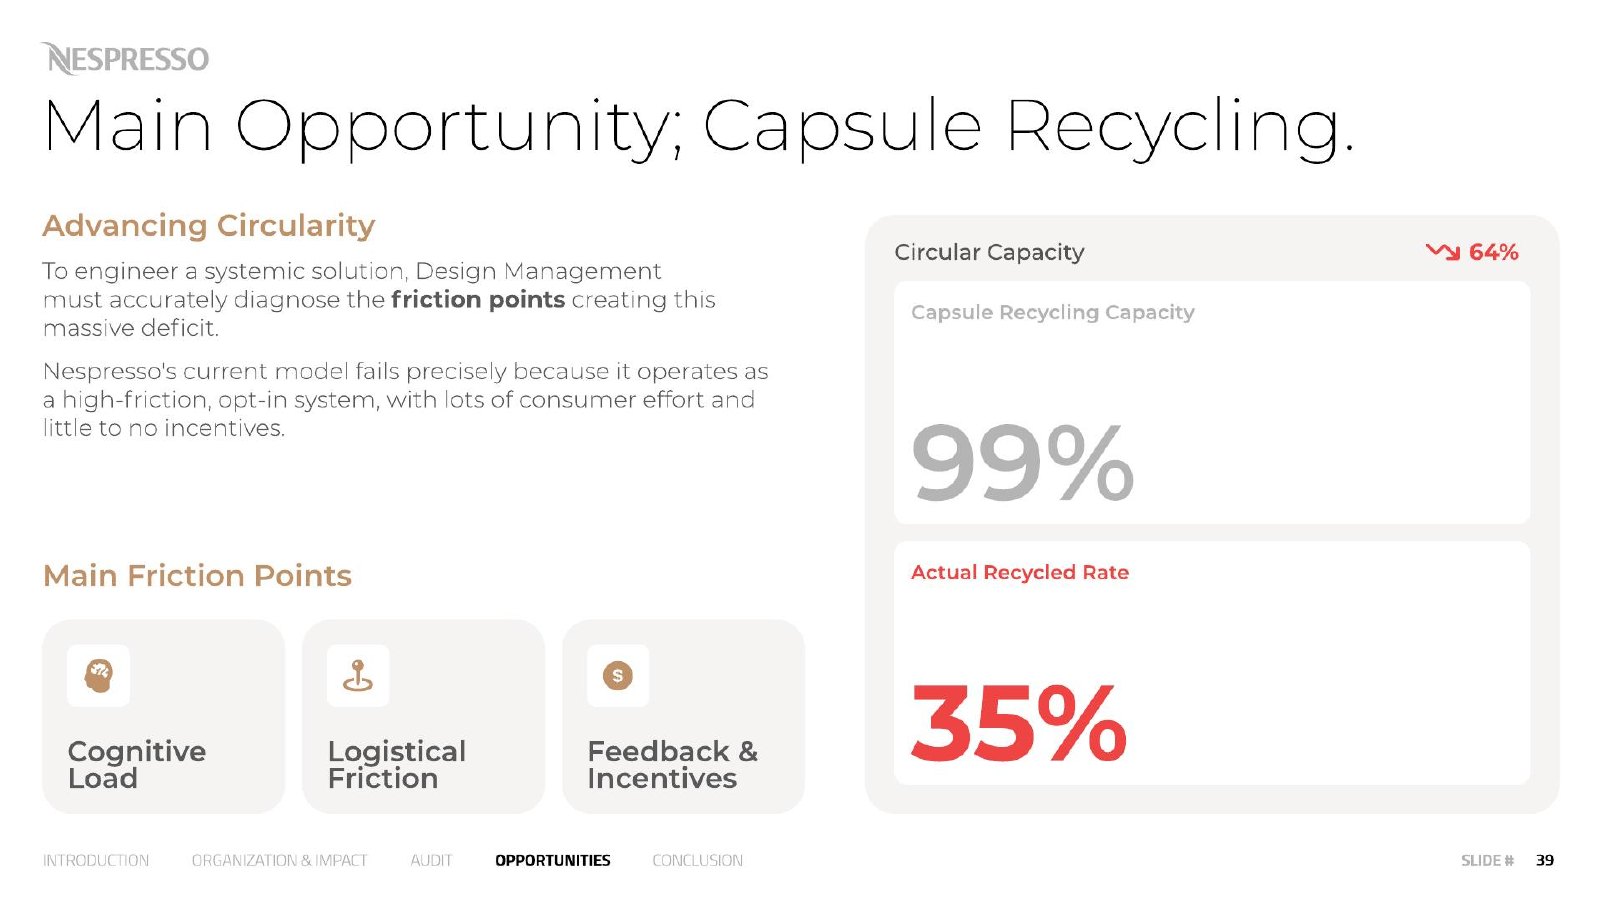 NESPRESSO
Main Opportunity; Capsule Recycling.
Advancing Circularity
To engineer a systemic solution, Design Management
must accurately diagnose the friction points creating this
massive deficit.
Nespresso's current model fails precisely because it operates as
a high-friction, opt-in system, with lots of consumer effort and
little to no incentives.
Main Friction Points
Cognitive
Load
Logistical
Friction
$
Feedback &
Incentives
Circular Capacity
64%
Capsule Recycling Capacity
99%
Actual Recycled Rate
35%
INTRODUCTION ORGANIZATION & IMPACT AUDIT OPPORTUNITIES CONCLUSION
SLIDE # 39